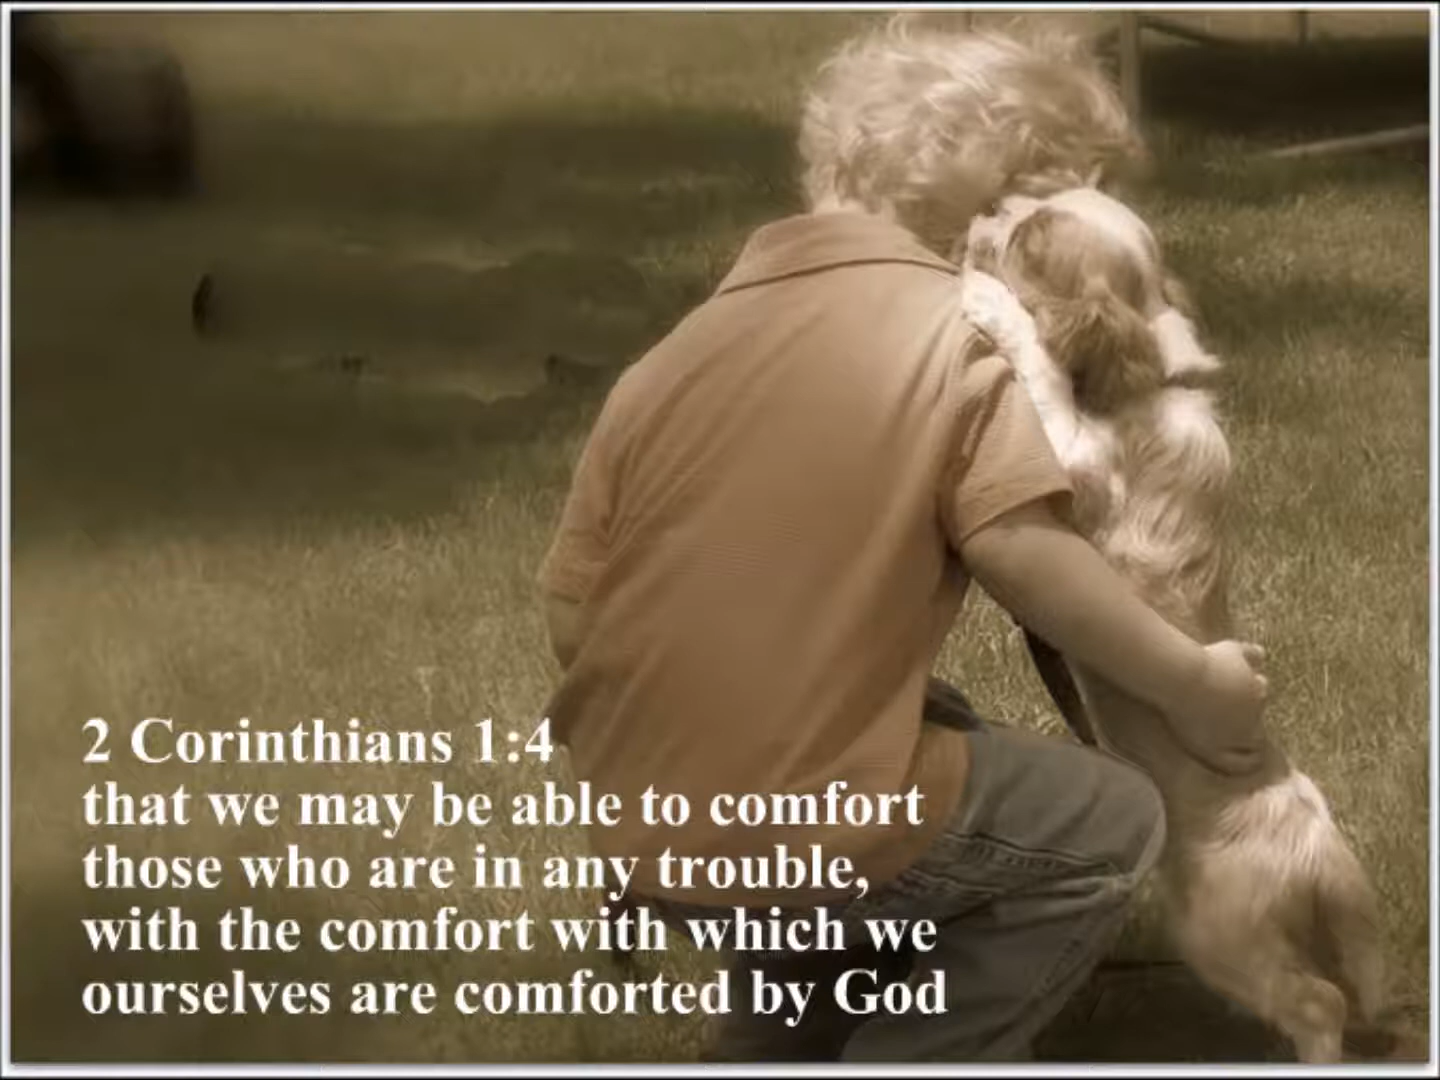 2 Corinthians 1:4
that we may be able to comfort
those who are in any trouble,
with the comfort with which we
ourselves are comforted by God